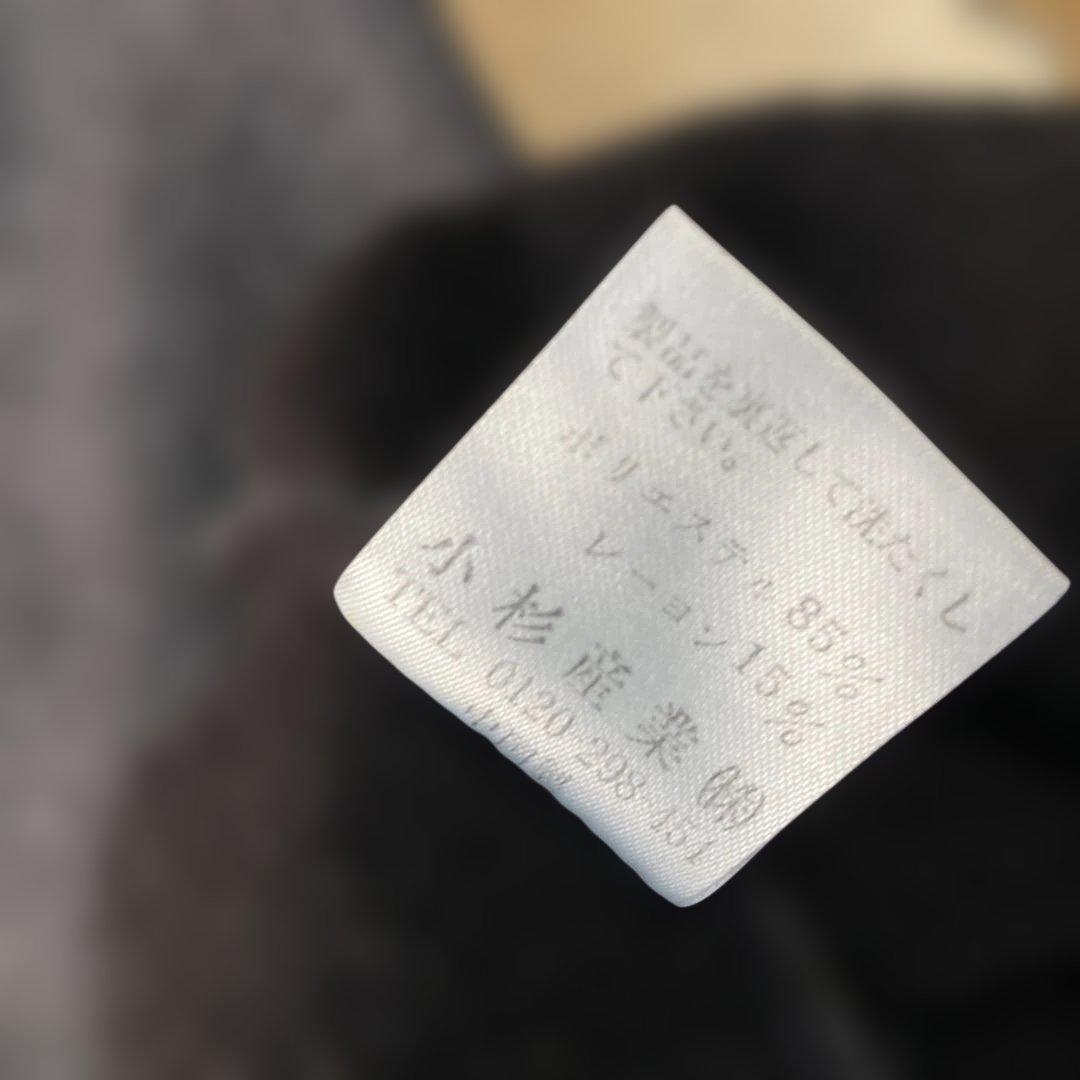 製品を裏返して洗たくし
て下さい。
ポリエステル 85%
レーヨン 15%
小杉産業㈱
TEL 0120-298-154